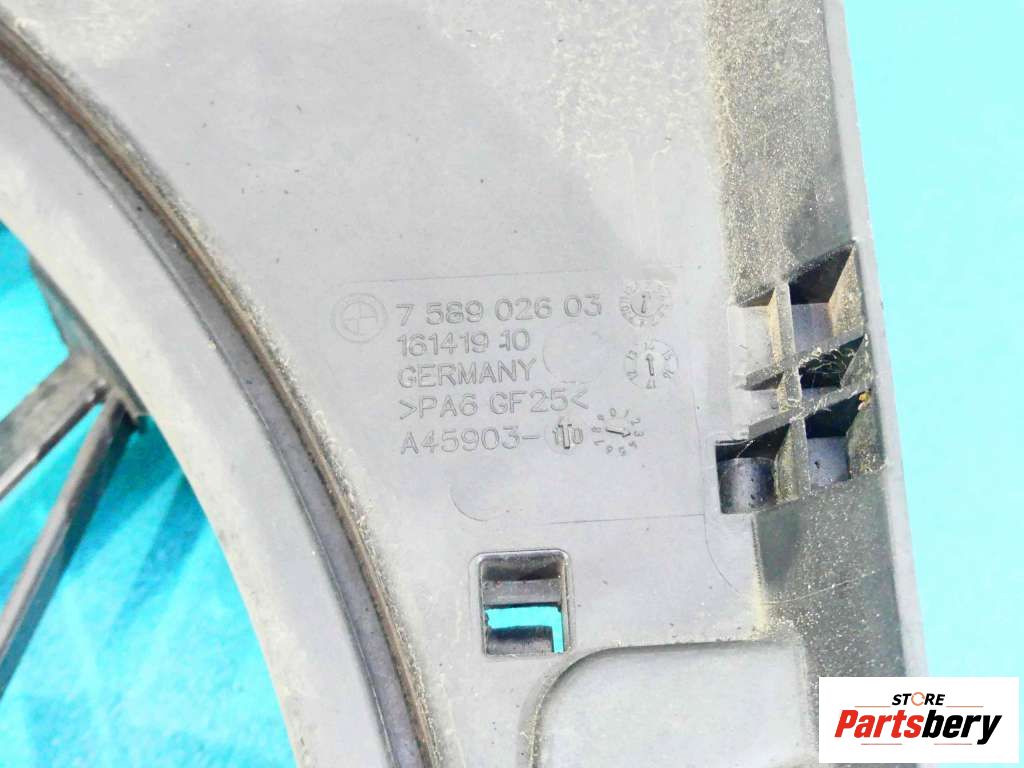 7 589 026 03
161419 10
GERMANY
>PA6 GF25<
A45903-
STORE
Partsbery